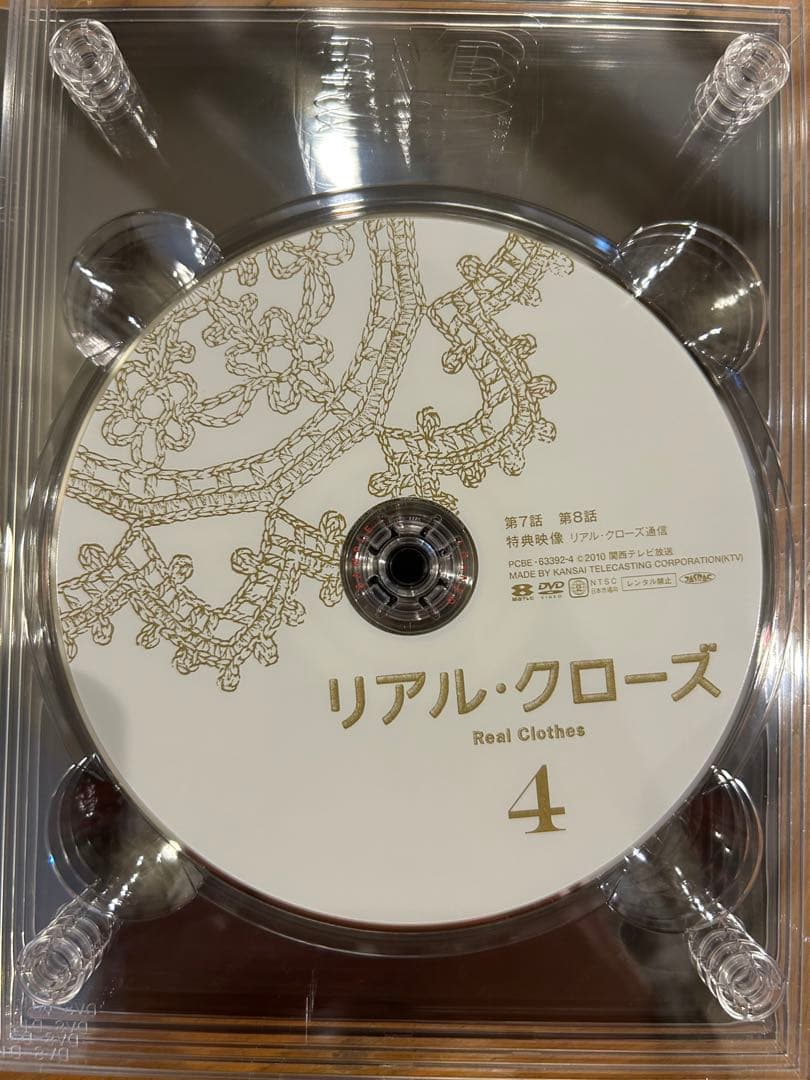 第7話 第8話
特典映像 リアル・クローズ通信
PCBE・63392-4 ©2010 関西テレビ放送
MADE BY KANSAI TELECASTING CORPORATION(KTV)
DVD VIDEO NTSC 日本市場向 レンタル禁止
リアル・クローズ
Real Clothes
4